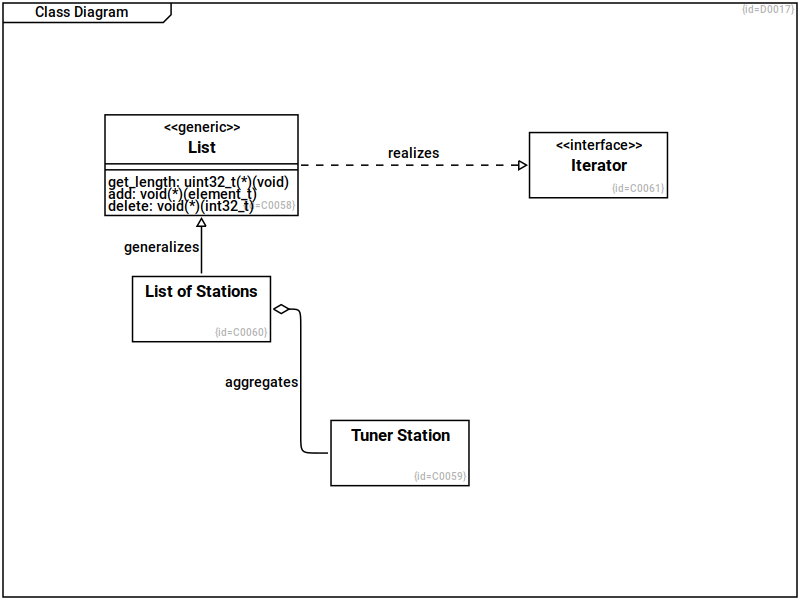 Class Diagram
{id=D0017}
<<generic>>
List
get_length: uint32_t(*)(void)
add: void(*)(element_t)
delete: void(*)(int32_t)
=C0058}
realizes
<<interface>>
Iterator
{id=C0061}
generalizes
List of Stations
{id=C0060}
aggregates
Tuner Station
{id=C0059}